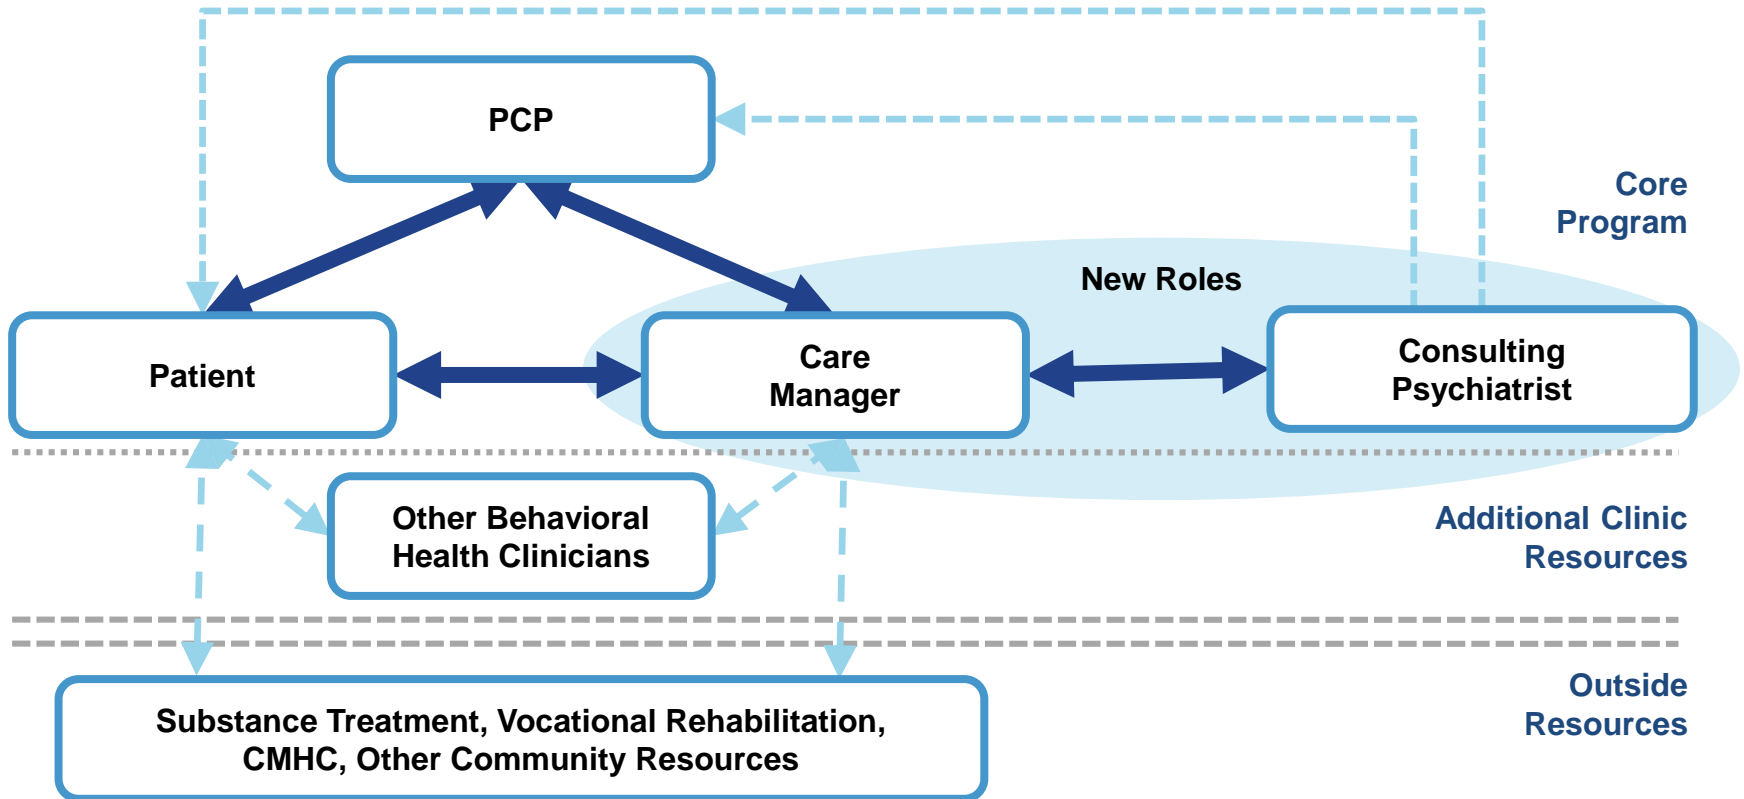 PCP
Core
Program
New Roles
Patient
Care
Manager
Consulting
Psychiatrist
Other Behavioral
Health Clinicians
Additional Clinic
Resources
Substance Treatment, Vocational Rehabilitation,
CMHC, Other Community Resources
Outside
Resources